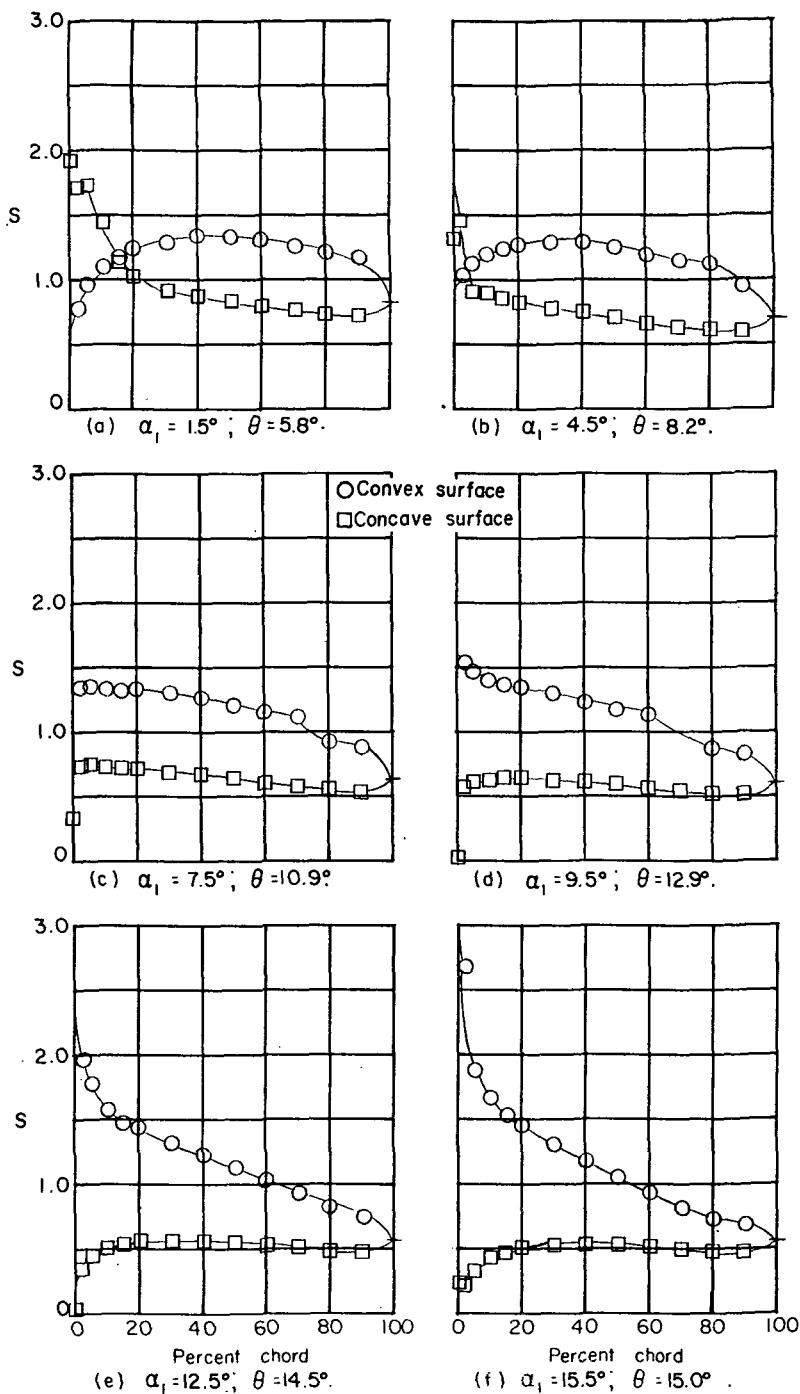 3.0
2.0
S
1.0
0
(a) α₁ = 1.5°; θ = 5.8°.
(b) α₁ = 4.5°; θ = 8.2°.
3.0
○ Convex surface
□ Concave surface
2.0
S
1.0
0
(c) α₁ = 7.5°; θ = 10.9°.
(d) α₁ = 9.5°; θ = 12.9°.
3.0
2.0
S
1.0
0
0 20 40 60 80 100
0 20 40 60 80 100
Percent chord
Percent chord
(e) α₁ = 12.5°; θ = 14.5°.
(f) α₁ = 15.5°; θ = 15.0°.